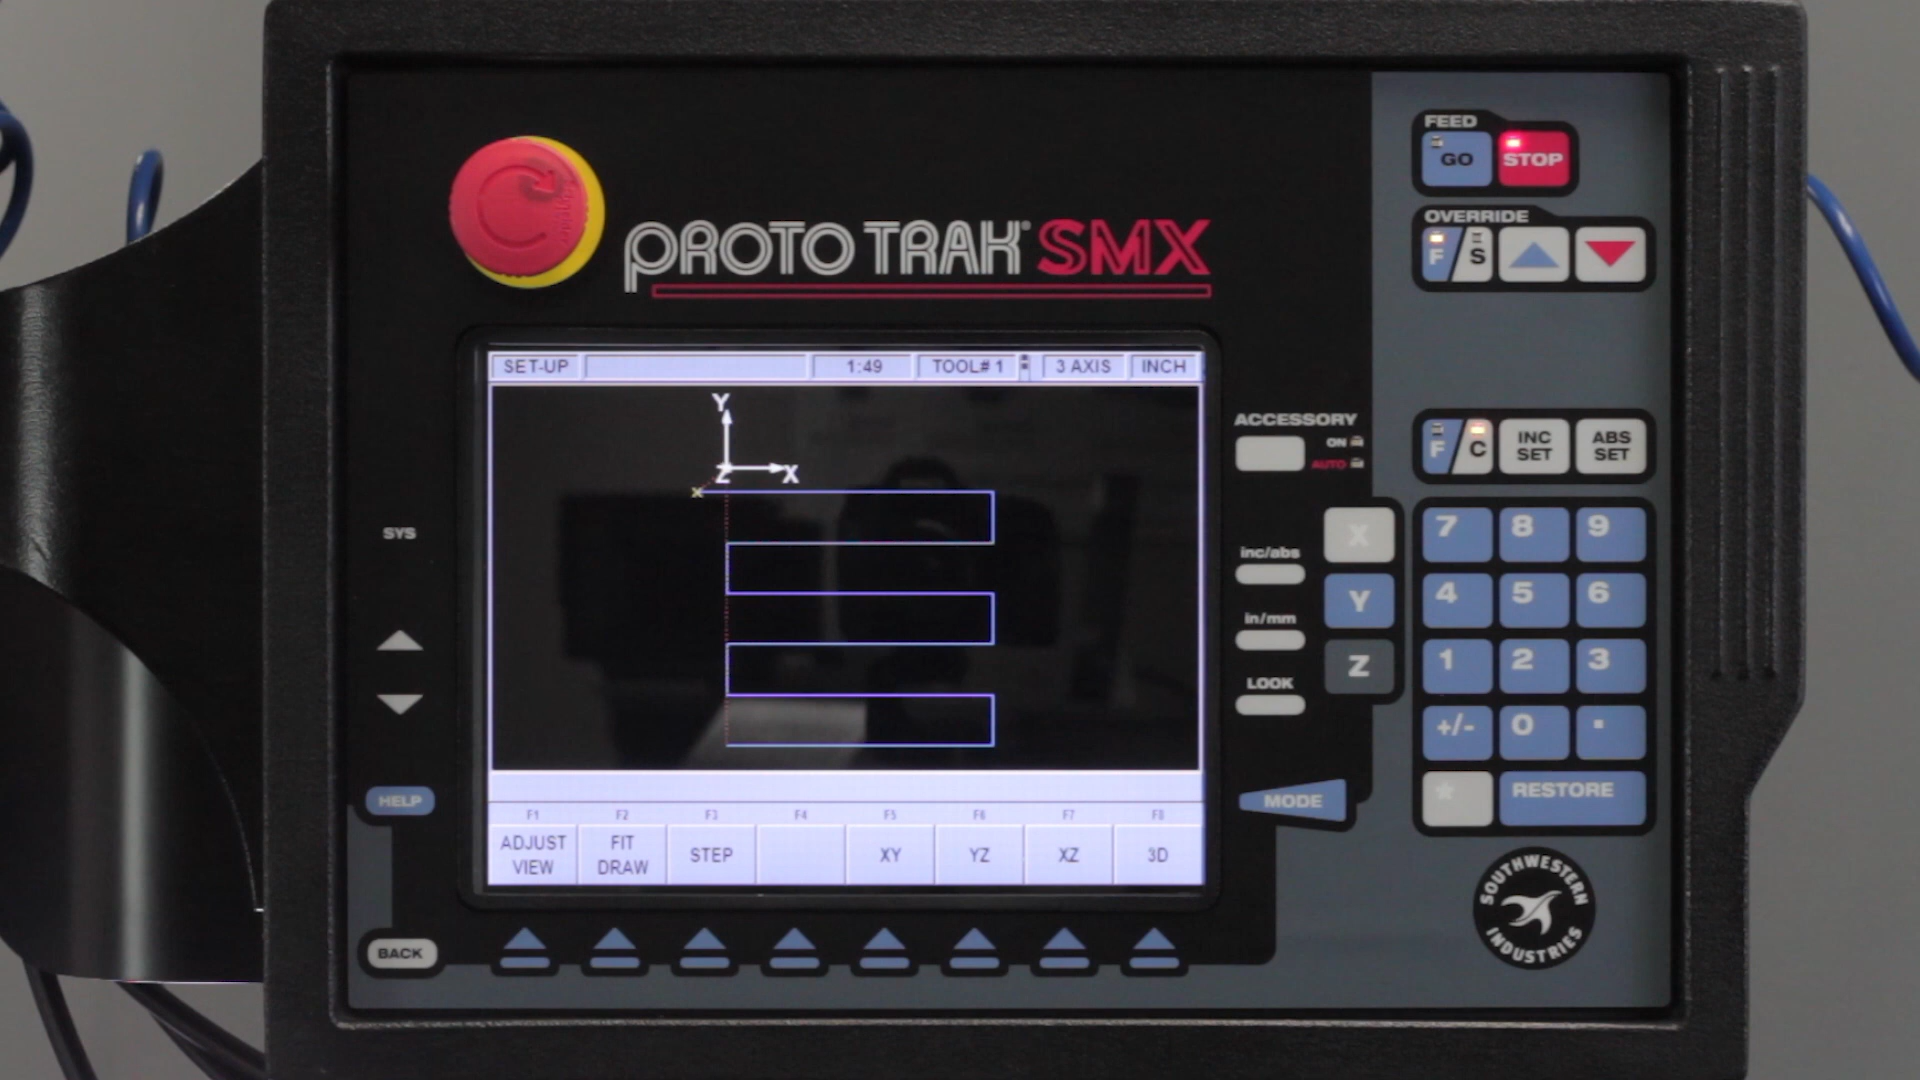 FEED
GO STOP
OVERRIDE
F S
PROTO TRAK® SMX
SET-UP 1:49 TOOL# 1 3 AXIS INCH
Y
Z X
ACCESSORY
ON
AUTO
F C INC SET ABS SET
SYS
inc/abs
in/mm
LOOK
X
Y
Z
7 8 9
4 5 6
1 2 3
+/- 0 .
* RESTORE
HELP
MODE
F1 F2 F3 F4 F5 F6 F7 F8
ADJUST VIEW FIT DRAW STEP XY YZ XZ 3D
BACK
SOUTHWESTERN INDUSTRIES